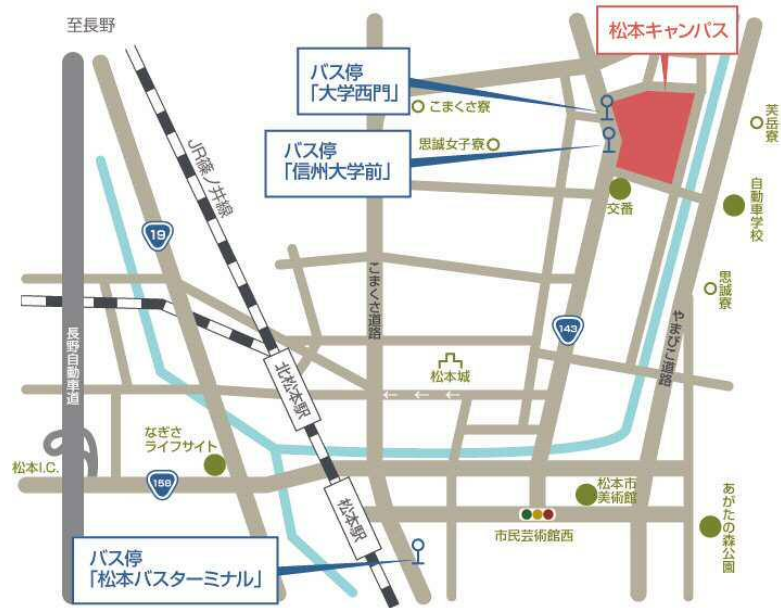 至長野
松本キャンパス
バス停
「大学西門」
こまくさ寮
バス停
「信州大学前」
思誠女子寮
芙岳寮
JR篠ノ井線
交番
自動車学校
19
思誠寮
こまくさ道路
143
やまびこ道路
長野自動車道
北松本駅
松本城
なぎさ
ライフサイト
松本I.C.
158
松本駅
松本市
美術館
市民芸術館西
あがたの森公園
バス停
「松本バスターミナル」